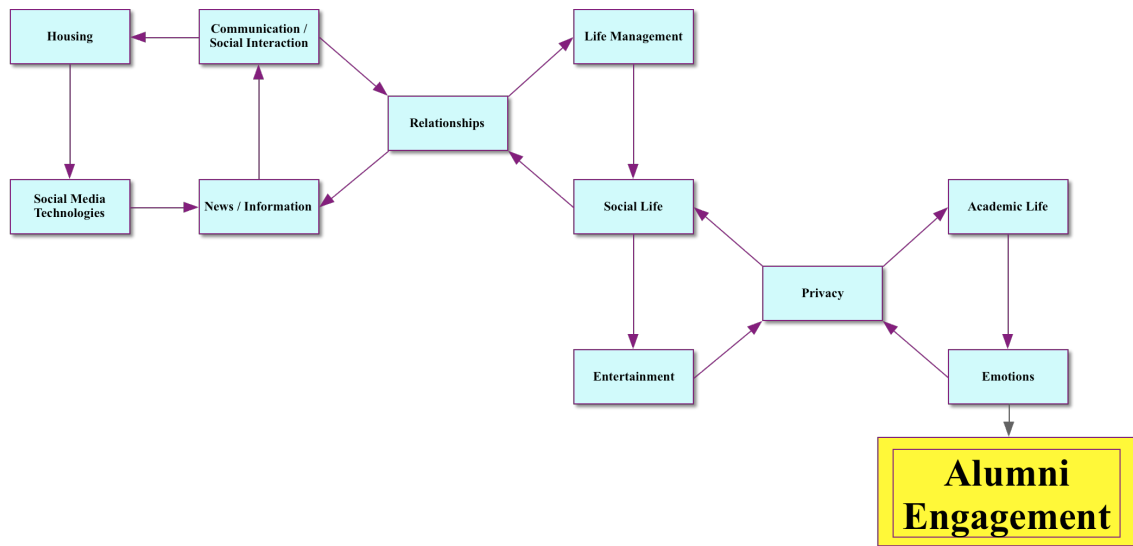 Housing
Communication /
Social Interaction
Life Management
Relationships
Social Media
Technologies
News / Information
Social Life
Academic Life
Privacy
Entertainment
Emotions
Alumni
Engagement